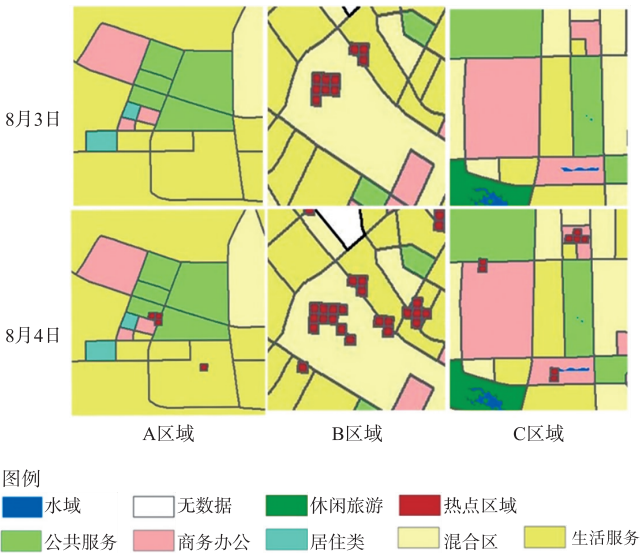 8月3日
8月4日
A区域 B区域 C区域
图例
水域 无数据 休闲旅游 热点区域
公共服务 商务办公 居住类 混合区 生活服务